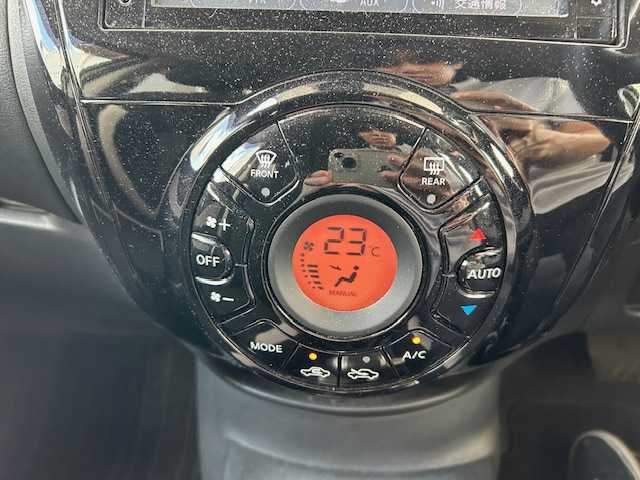 AUX
交通情報
FRONT
REAR
23°C
OFF
AUTO
MANUAL
MODE
A/C